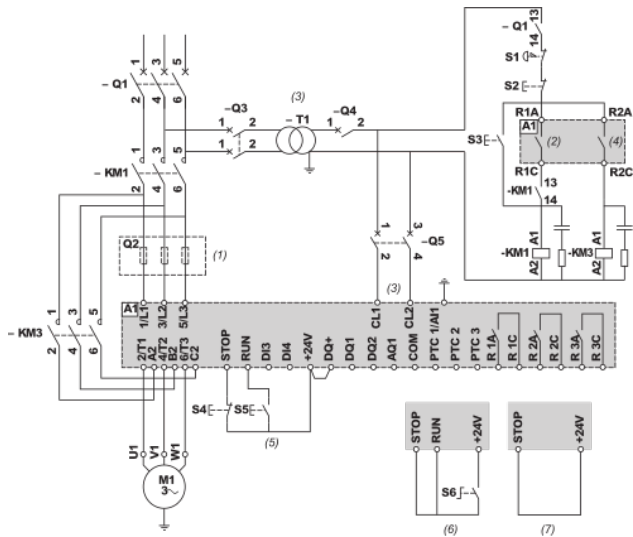 1 3 5
– Q1
2 4 6
–Q3
(3)
–Q4
1 2
– T1
1 2
1 2
– Q1
13
14
S1
S2
R1A
R2A
A1
(2)
(4)
S3
R1C
R2C
1 3 5
– KM1
2 4 6
-KM1
13
14
A1
A1
-KM1
-KM3
A2
A2
Q2
(1)
1 3
–Q5
2 4
(3)
1 3 5
– KM3
2 4 6
A1
1/L1
3/L2
5/L3
CL1
CL2
2/T1
A2
4/T2
B2
6/T3
C2
STOP
RUN
DI3
DI4
+24V
DQ+
DQ1
DQ2
AQ1
COM
PTC 1/AI1
PTC 2
PTC 3
R 1A
R 1C
R 2A
R 2C
R 3A
R 3C
S4
S5
(5)
U1
V1
W1
M1
3
STOP
RUN
+24V
S6
(6)
STOP
+24V
(7)